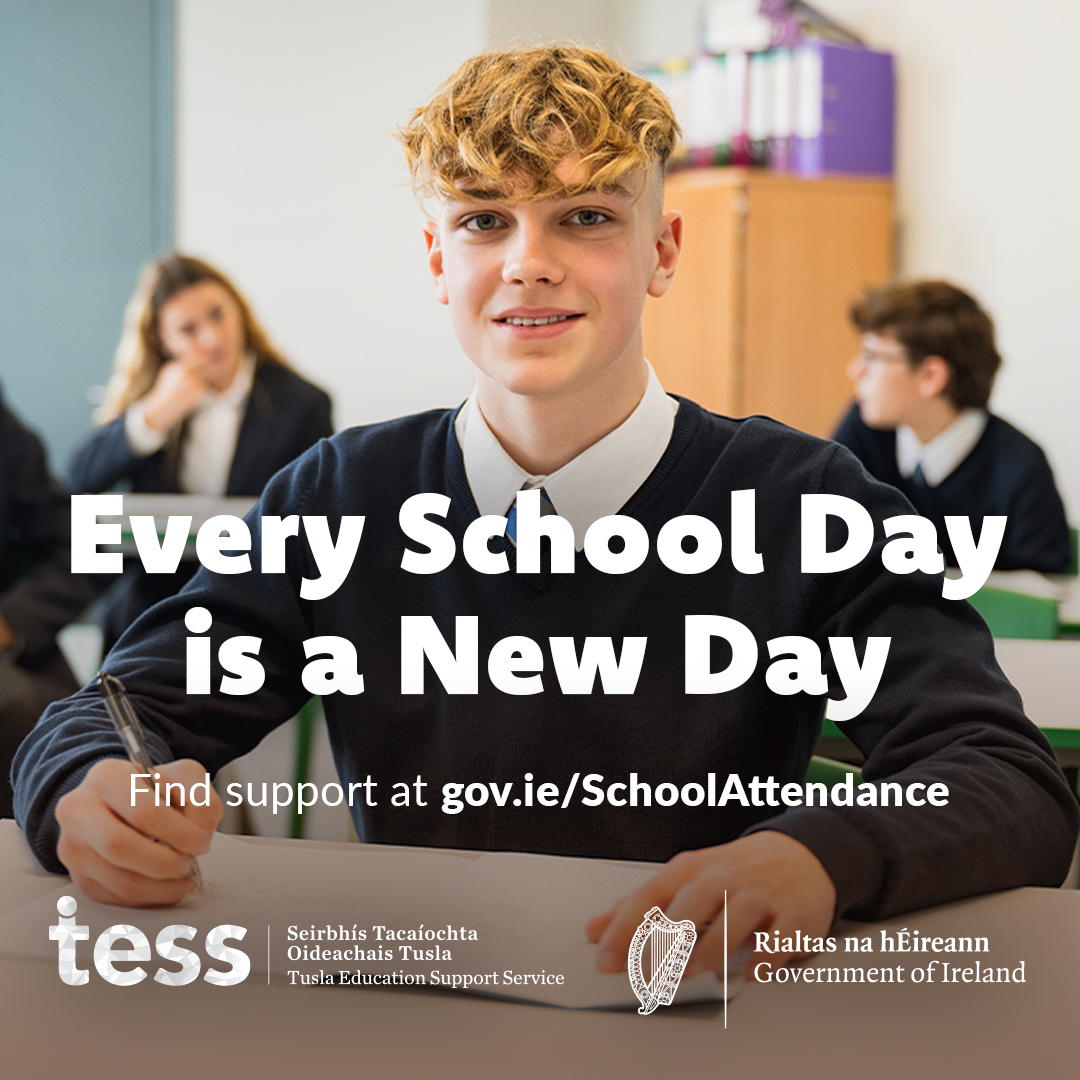 Every School Day
is a New Day
Find support at gov.ie/SchoolAttendance
tess
Seirbhís Tacaíochta
Oideachais Tusla
Tusla Education Support Service
Rialtas na hÉireann
Government of Ireland